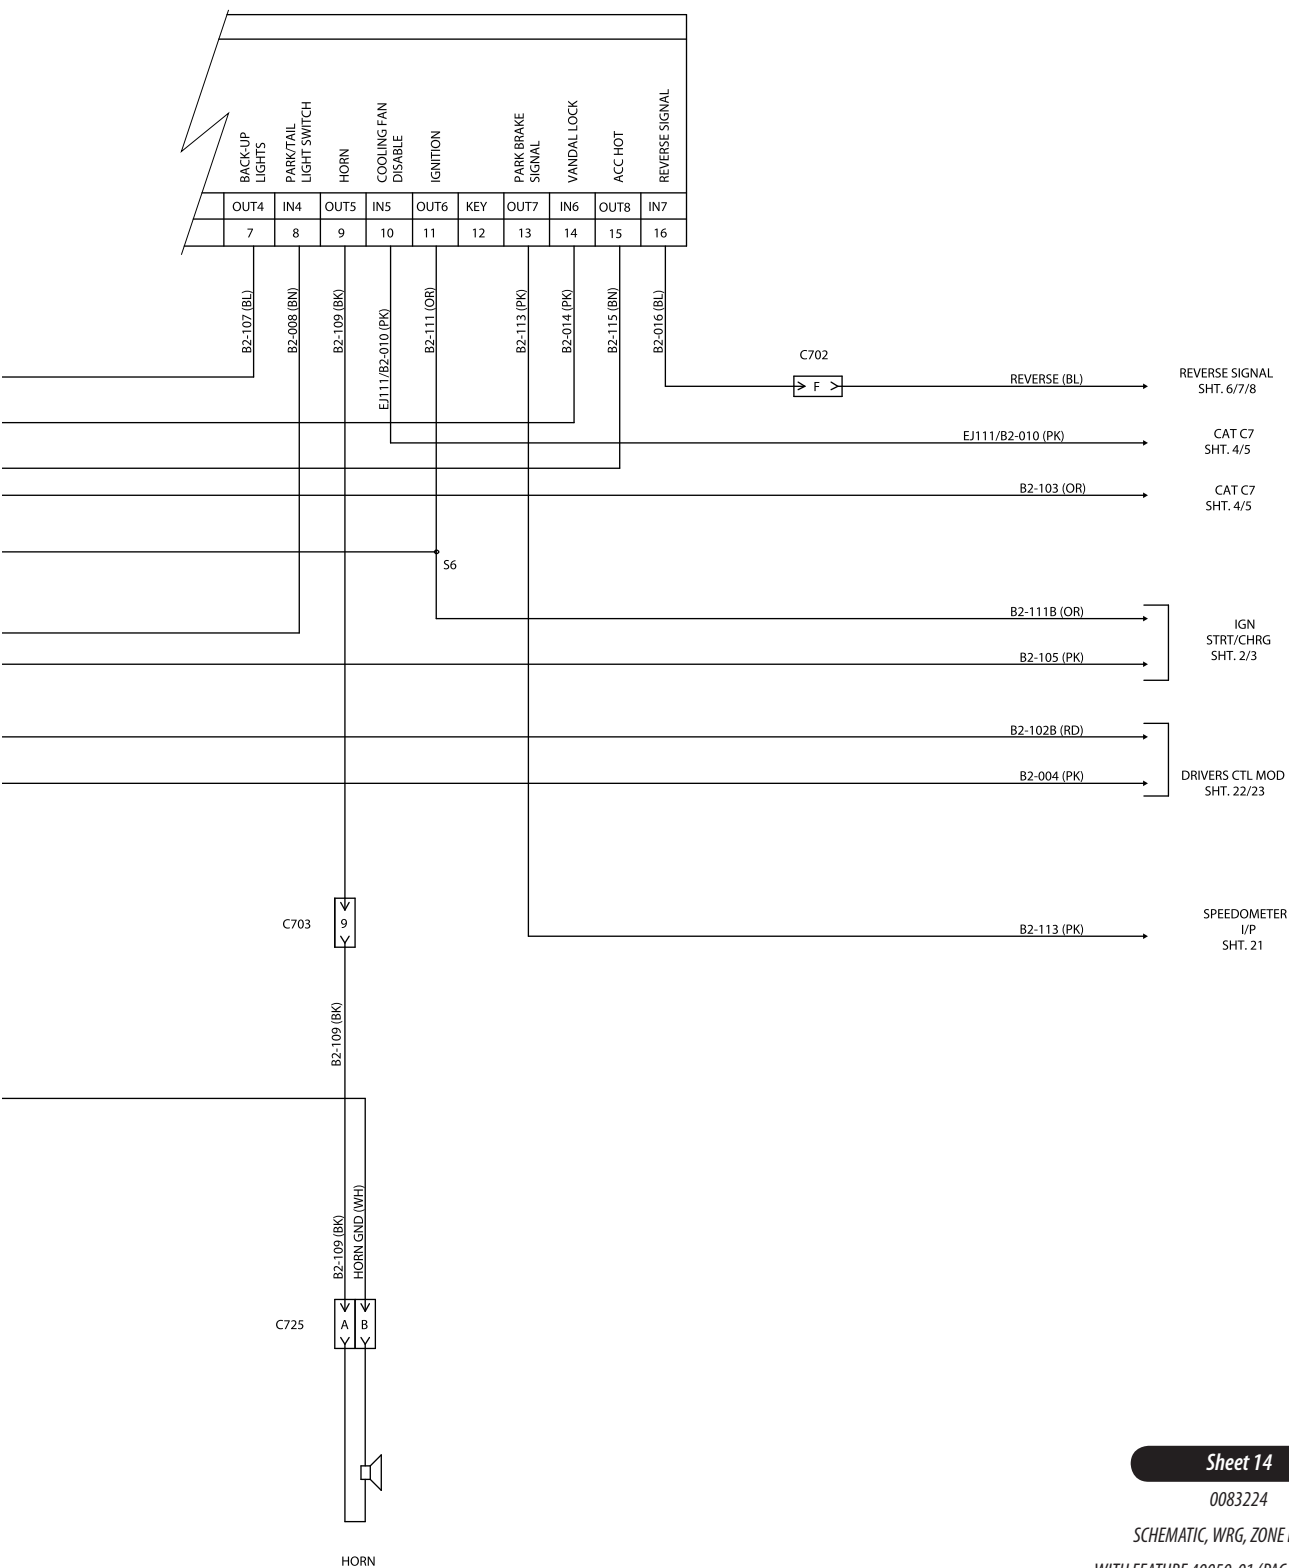 BACK-UP
LIGHTS
PARK/TAIL
LIGHT SWITCH
HORN
COOLING FAN
DISABLE
IGNITION
PARK BRAKE
SIGNAL
VANDAL LOCK
ACC HOT
REVERSE SIGNAL
OUT4 IN4 OUT5 IN5 OUT6 KEY OUT7 IN6 OUT8 IN7
7 8 9 10 11 12 13 14 15 16
B2-107 (BL)
B2-008 (BN)
B2-109 (BK)
EJ111/B2-010 (PK)
B2-111 (OR)
B2-113 (PK)
B2-014 (PK)
B2-115 (BN)
B2-016 (BL)
C702
F
REVERSE (BL)
REVERSE SIGNAL
SHT. 6/7/8
EJ111/B2-010 (PK)
CAT C7
SHT. 4/5
B2-103 (OR)
CAT C7
SHT. 4/5
S6
B2-111B (OR)
B2-105 (PK)
IGN
STRT/CHRG
SHT. 2/3
B2-102B (RD)
B2-004 (PK)
DRIVERS CTL MOD
SHT. 22/23
C703
9
B2-113 (PK)
SPEEDOMETER
I/P
SHT. 21
B2-109 (BK)
B2-109 (BK)
HORN GND (WH)
C725
A B
HORN
Sheet 14
0083224
SCHEMATIC, WRG, ZONE